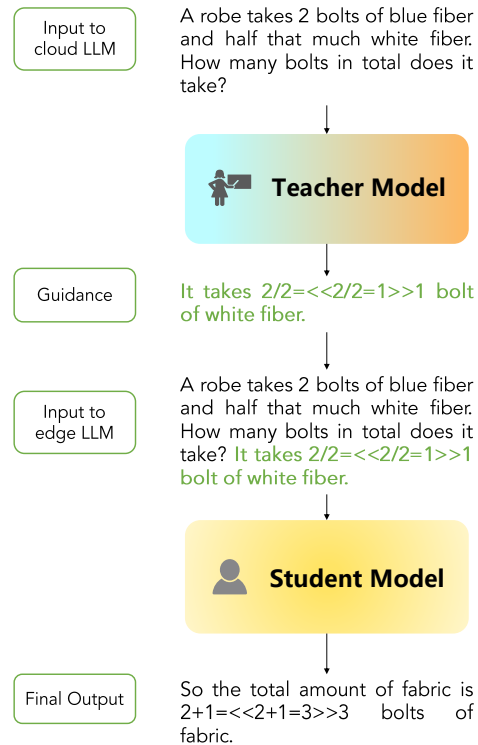 Input to
cloud LLM
A robe takes 2 bolts of blue fiber
and half that much white fiber.
How many bolts in total does it
take?
Teacher Model
Guidance
It takes 2/2=<<2/2=1>>1 bolt
of white fiber.
Input to
edge LLM
A robe takes 2 bolts of blue fiber
and half that much white fiber.
How many bolts in total does it
take? It takes 2/2=<<2/2=1>>1
bolt of white fiber.
Student Model
Final Output
So the total amount of fabric is
2+1=<<2+1=3>>3 bolts of
fabric.